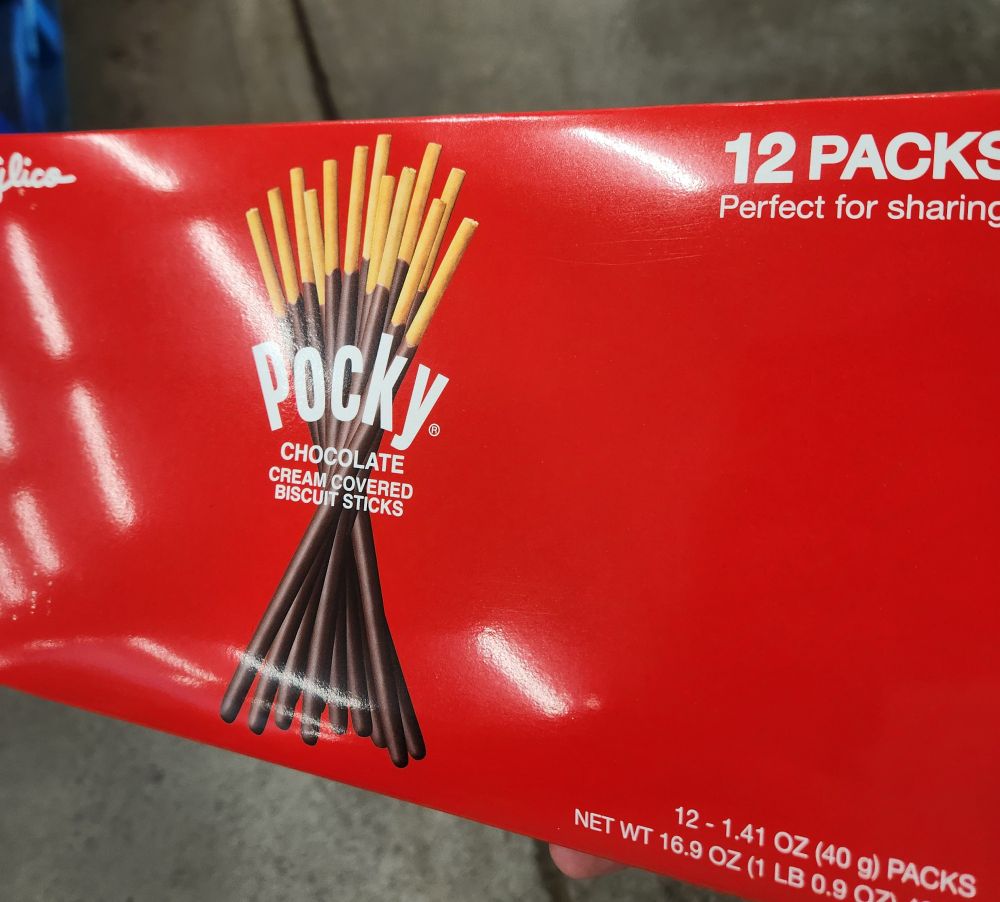 Glico
12 PACKS
Perfect for sharing
Pocky®
CHOCOLATE
CREAM COVERED
BISCUIT STICKS
12 - 1.41 OZ (40 g) PACKS
NET WT 16.9 OZ (1 LB 0.9 OZ)